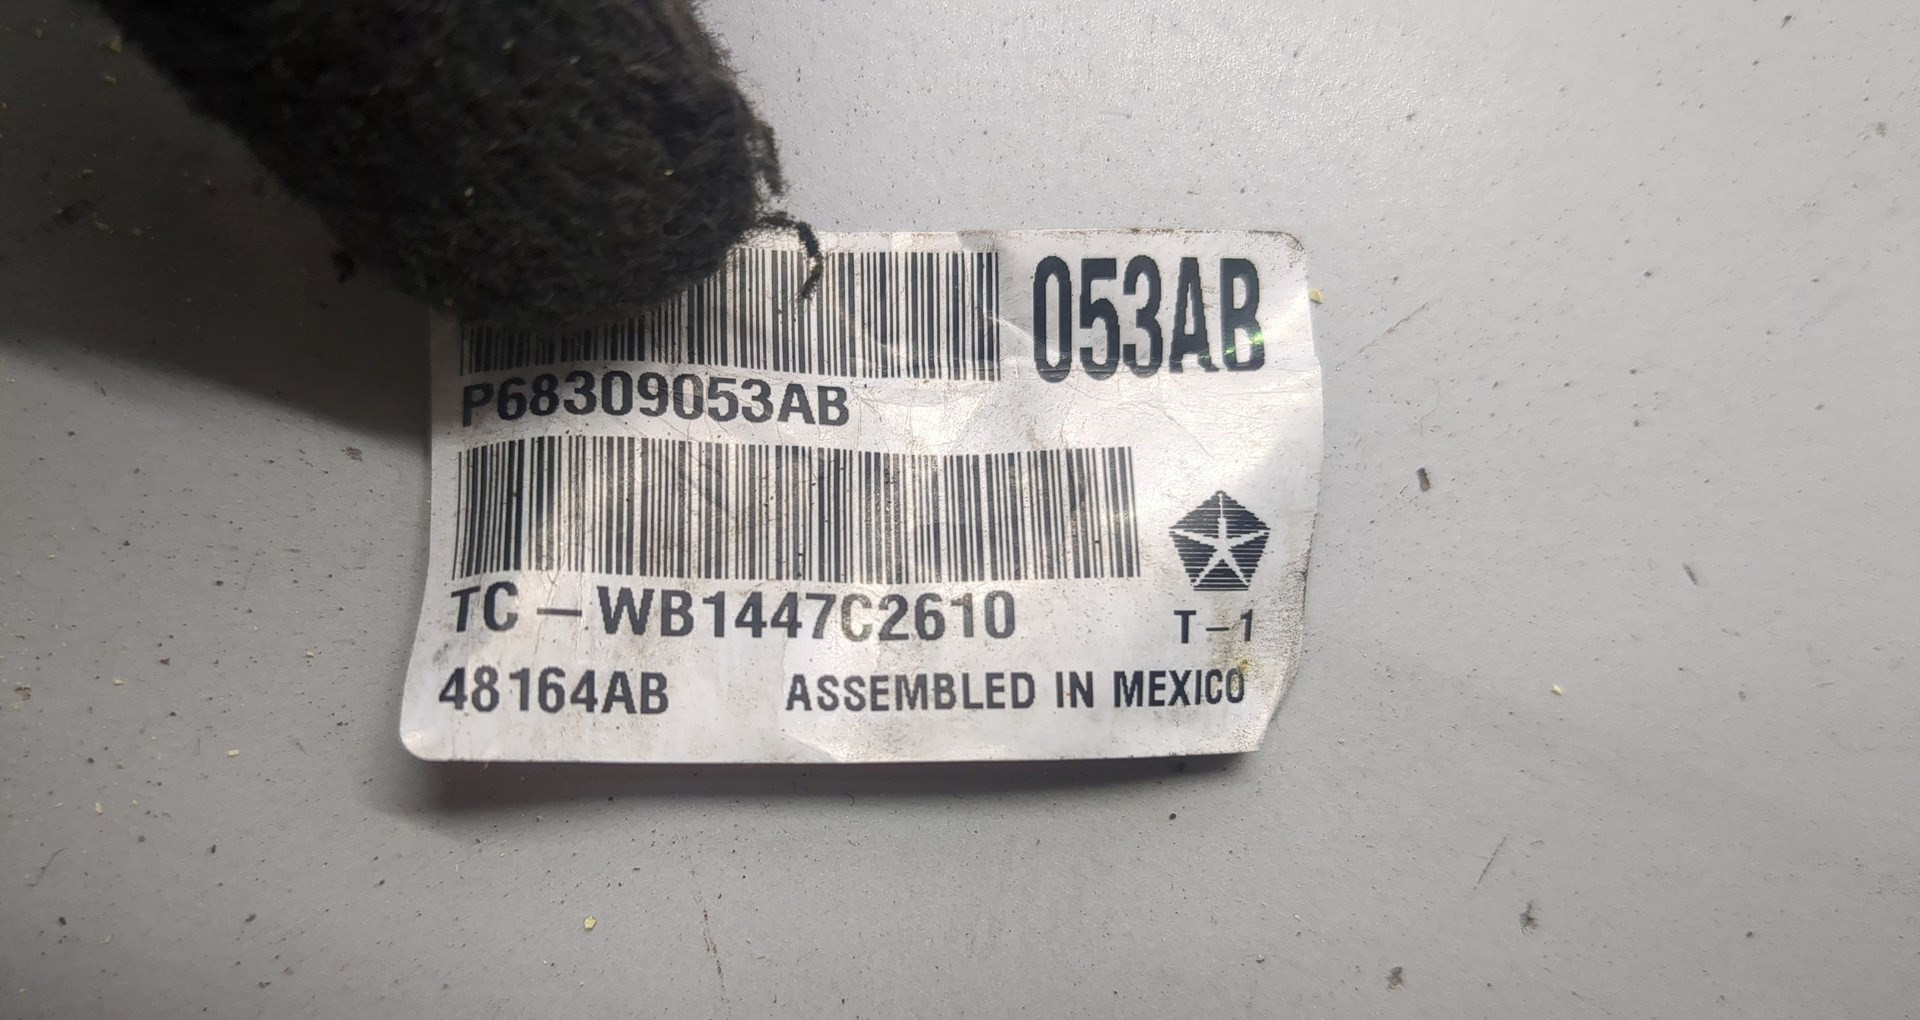 053AB
P68309053AB
TC-WB1447C2610
T-1
48164AB ASSEMBLED IN MEXICO